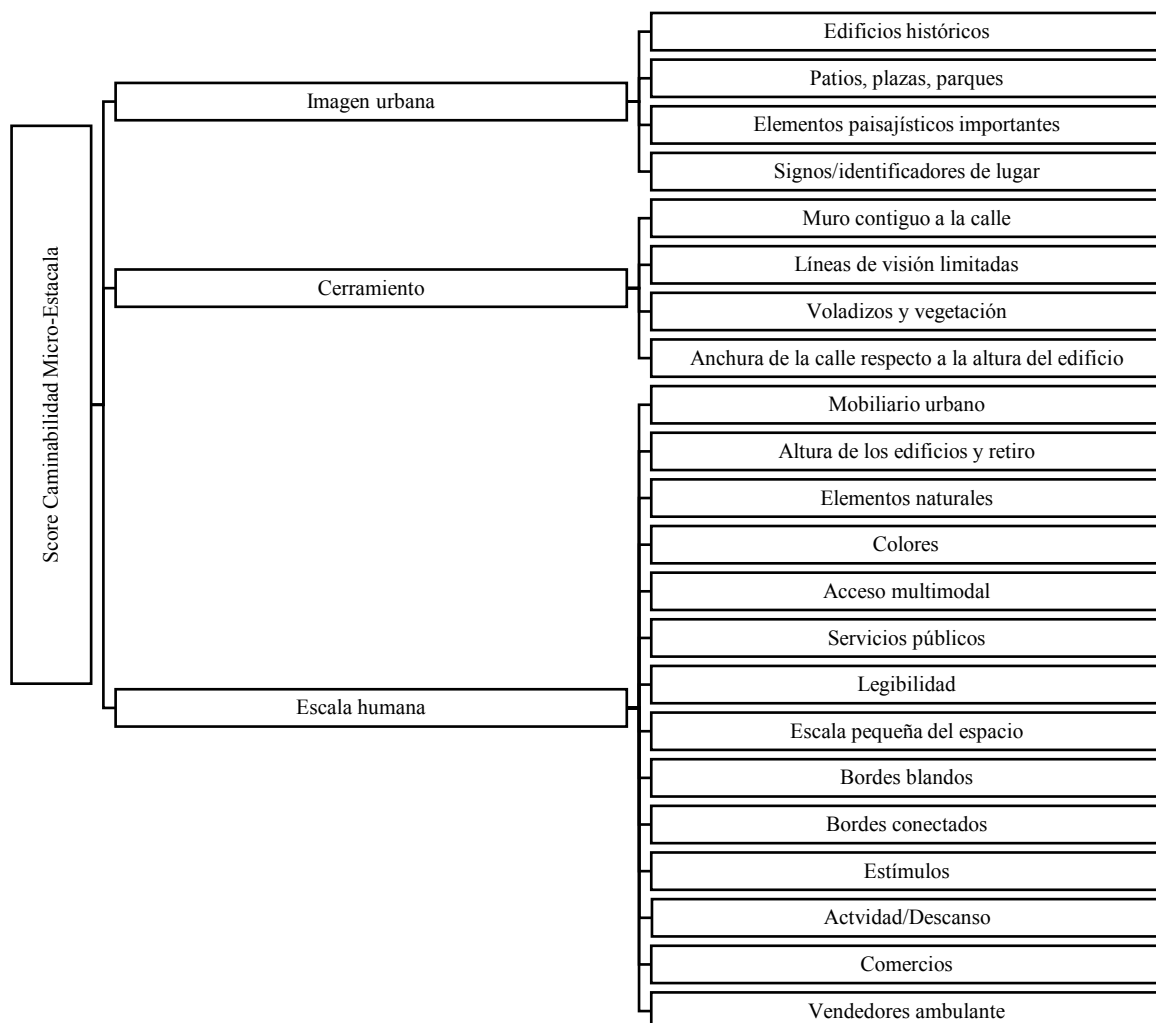 Score Caminabilidad Micro-Estacala
Imagen urbana
Edificios históricos
Patios, plazas, parques
Elementos paisajísticos importantes
Signos/identificadores de lugar
Cerramiento
Muro contiguo a la calle
Líneas de visión limitadas
Voladizos y vegetación
Anchura de la calle respecto a la altura del edificio
Escala humana
Mobiliario urbano
Altura de los edificios y retiro
Elementos naturales
Colores
Acceso multimodal
Servicios públicos
Legibilidad
Escala pequeña del espacio
Bordes blandos
Bordes conectados
Estímulos
Actvidad/Descanso
Comercios
Vendedores ambulante